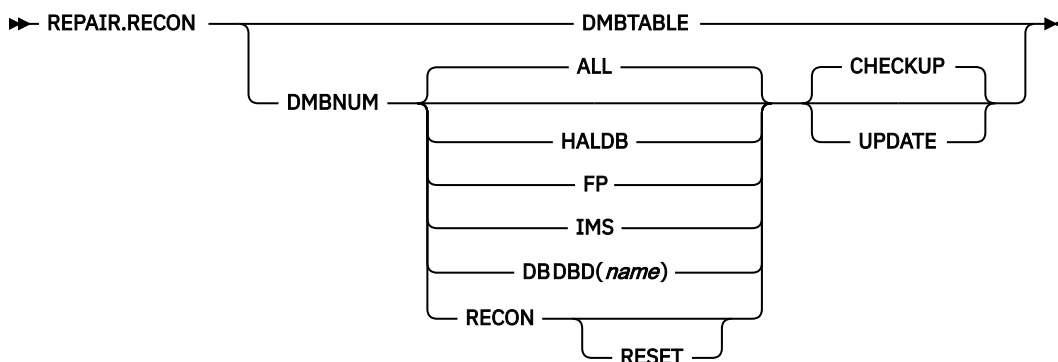 REPAIR.RECON DMBTABLE
DMBNUM ALL CHECKUP
HALDB UPDATE
FP
IMS
DBDBD(name)
RECON
RESET